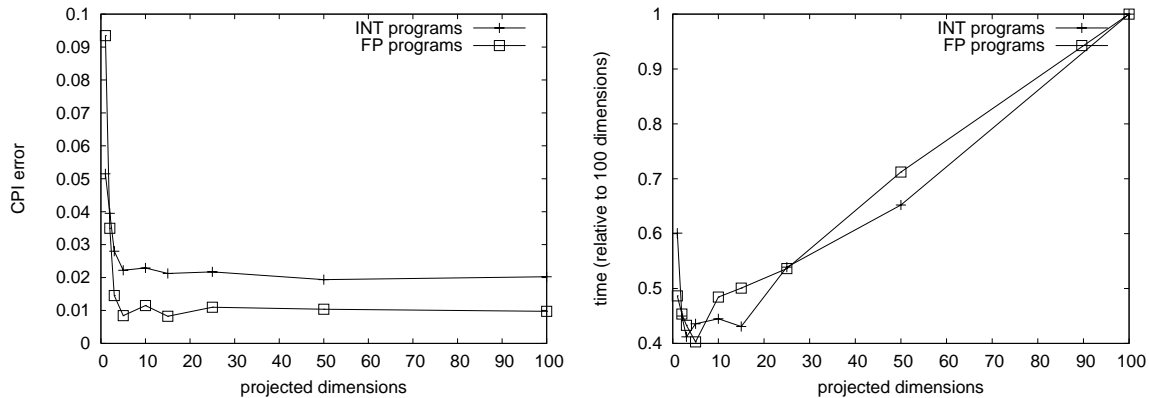 0.1
0.09
0.08
0.07
0.06
0.05
0.04
0.03
0.02
0.01
0
CPI error
0 10 20 30 40 50 60 70 80 90 100
projected dimensions
INT programs
FP programs
1
0.9
0.8
0.7
0.6
0.5
0.4
time (relative to 100 dimensions)
0 10 20 30 40 50 60 70 80 90 100
projected dimensions
INT programs
FP programs